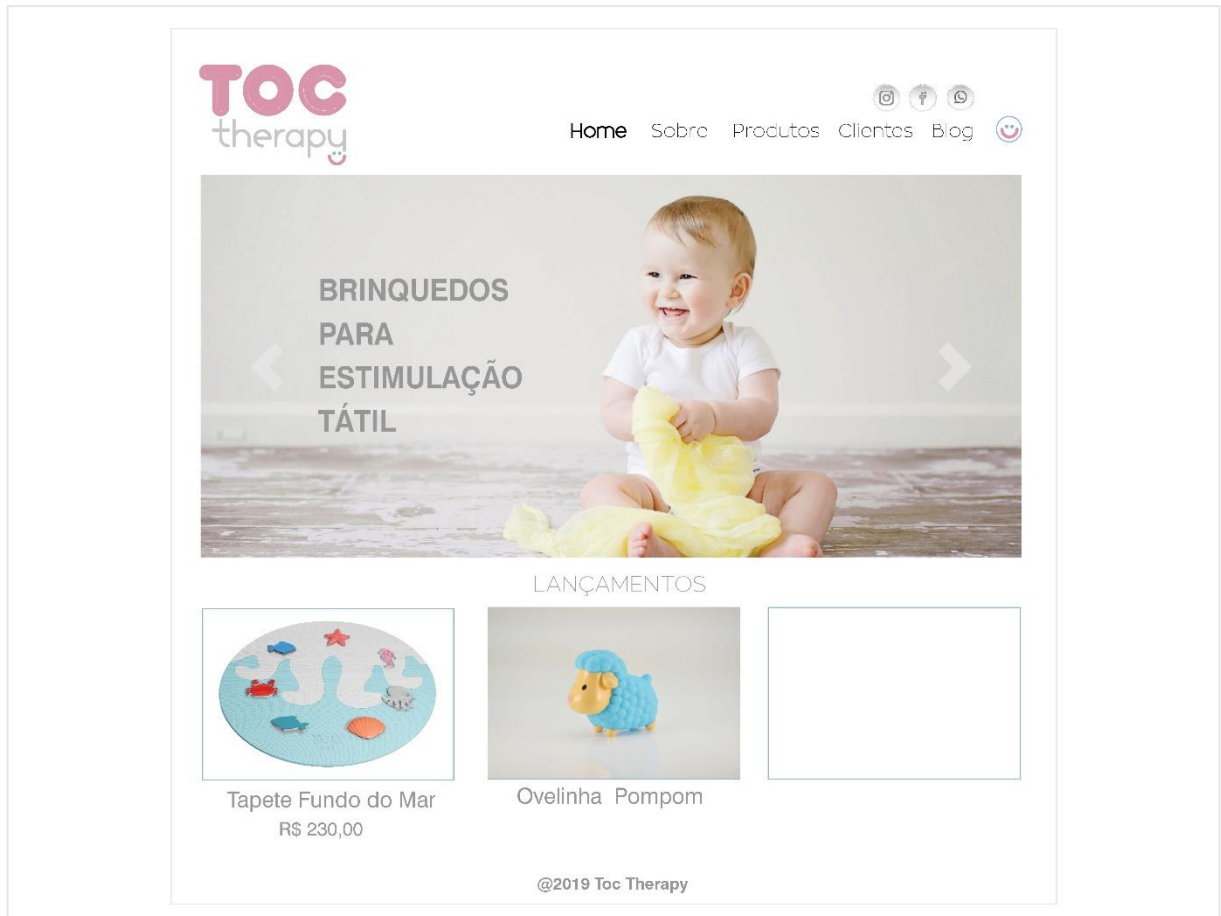 TOC
therapy
Home Sobre Produtos Clientes Blog
BRINQUEDOS
PARA
ESTIMULAÇÃO
TÁTIL
LANÇAMENTOS
Tapete Fundo do Mar
R$ 230,00
Ovelinha Pompom
@2019 Toc Therapy